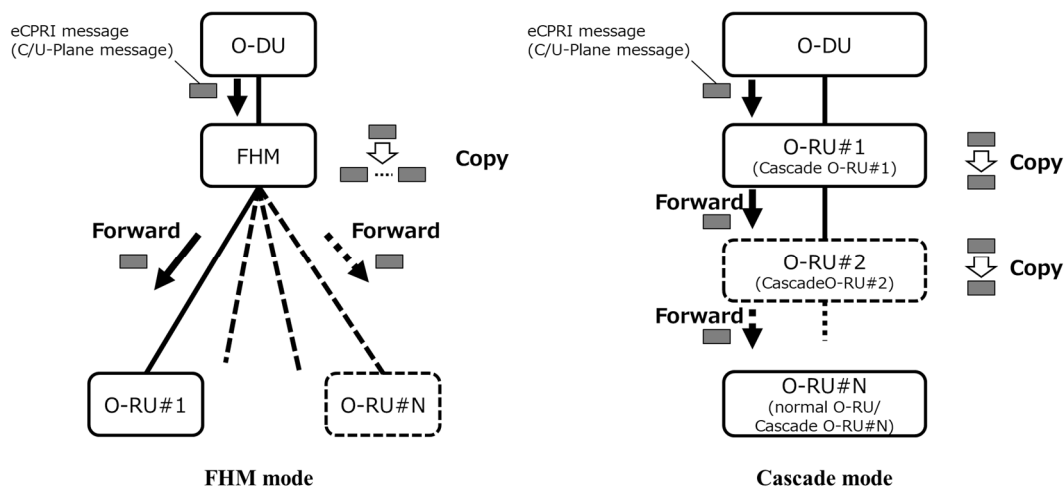 eCPRI message
(C/U-Plane message)
O-DU
FHM
Copy
Forward
Forward
O-RU#1
O-RU#N
FHM mode
eCPRI message
(C/U-Plane message)
O-DU
O-RU#1
(Cascade O-RU#1)
Copy
Forward
O-RU#2
(CascadeO-RU#2)
Copy
Forward
O-RU#N
(normal O-RU/
Cascade O-RU#N)
Cascade mode